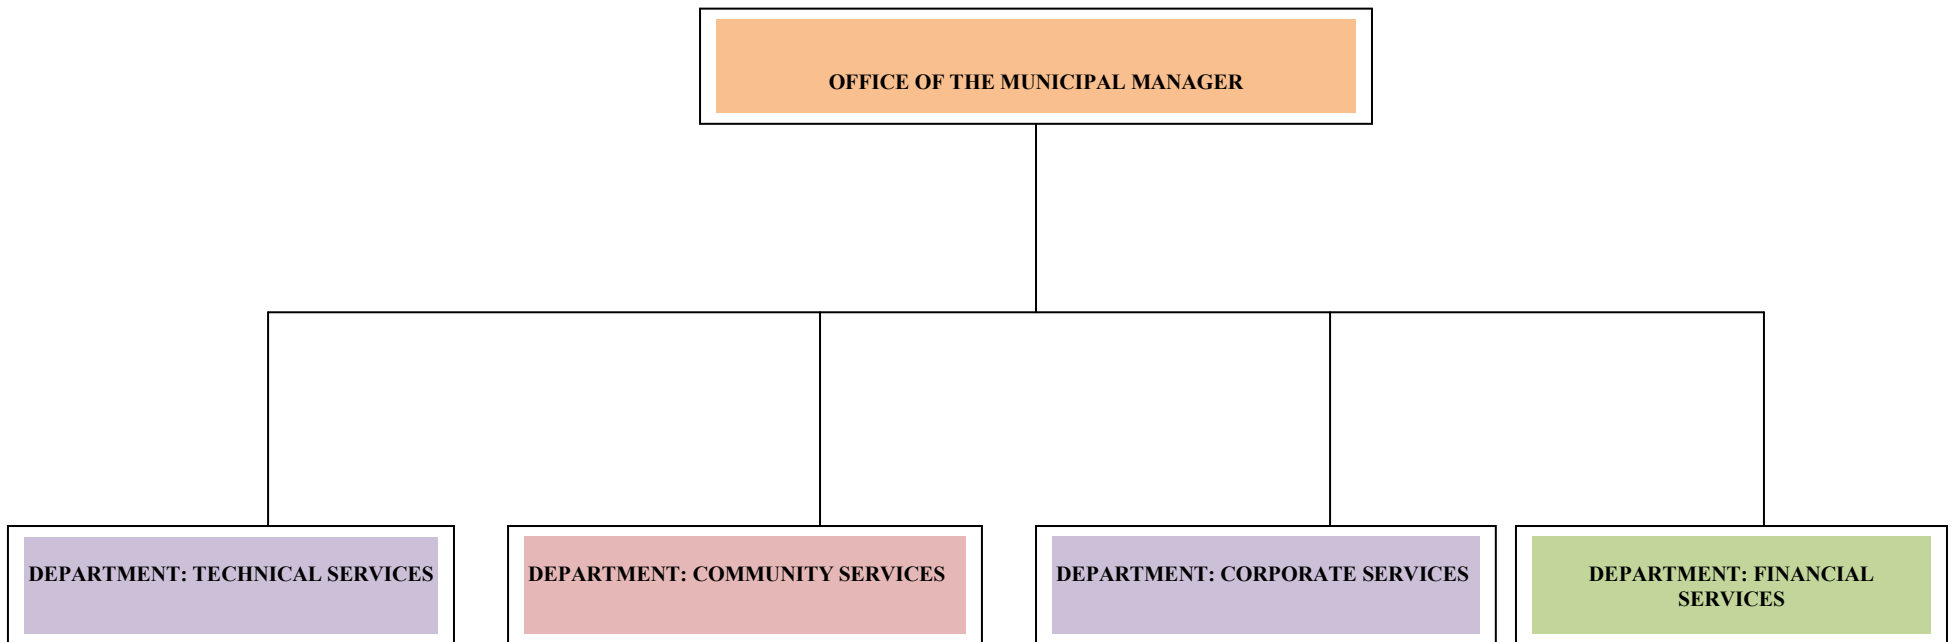 OFFICE OF THE MUNICIPAL MANAGER
DEPARTMENT: TECHNICAL SERVICES
DEPARTMENT: COMMUNITY SERVICES
DEPARTMENT: CORPORATE SERVICES
DEPARTMENT: FINANCIAL
SERVICES